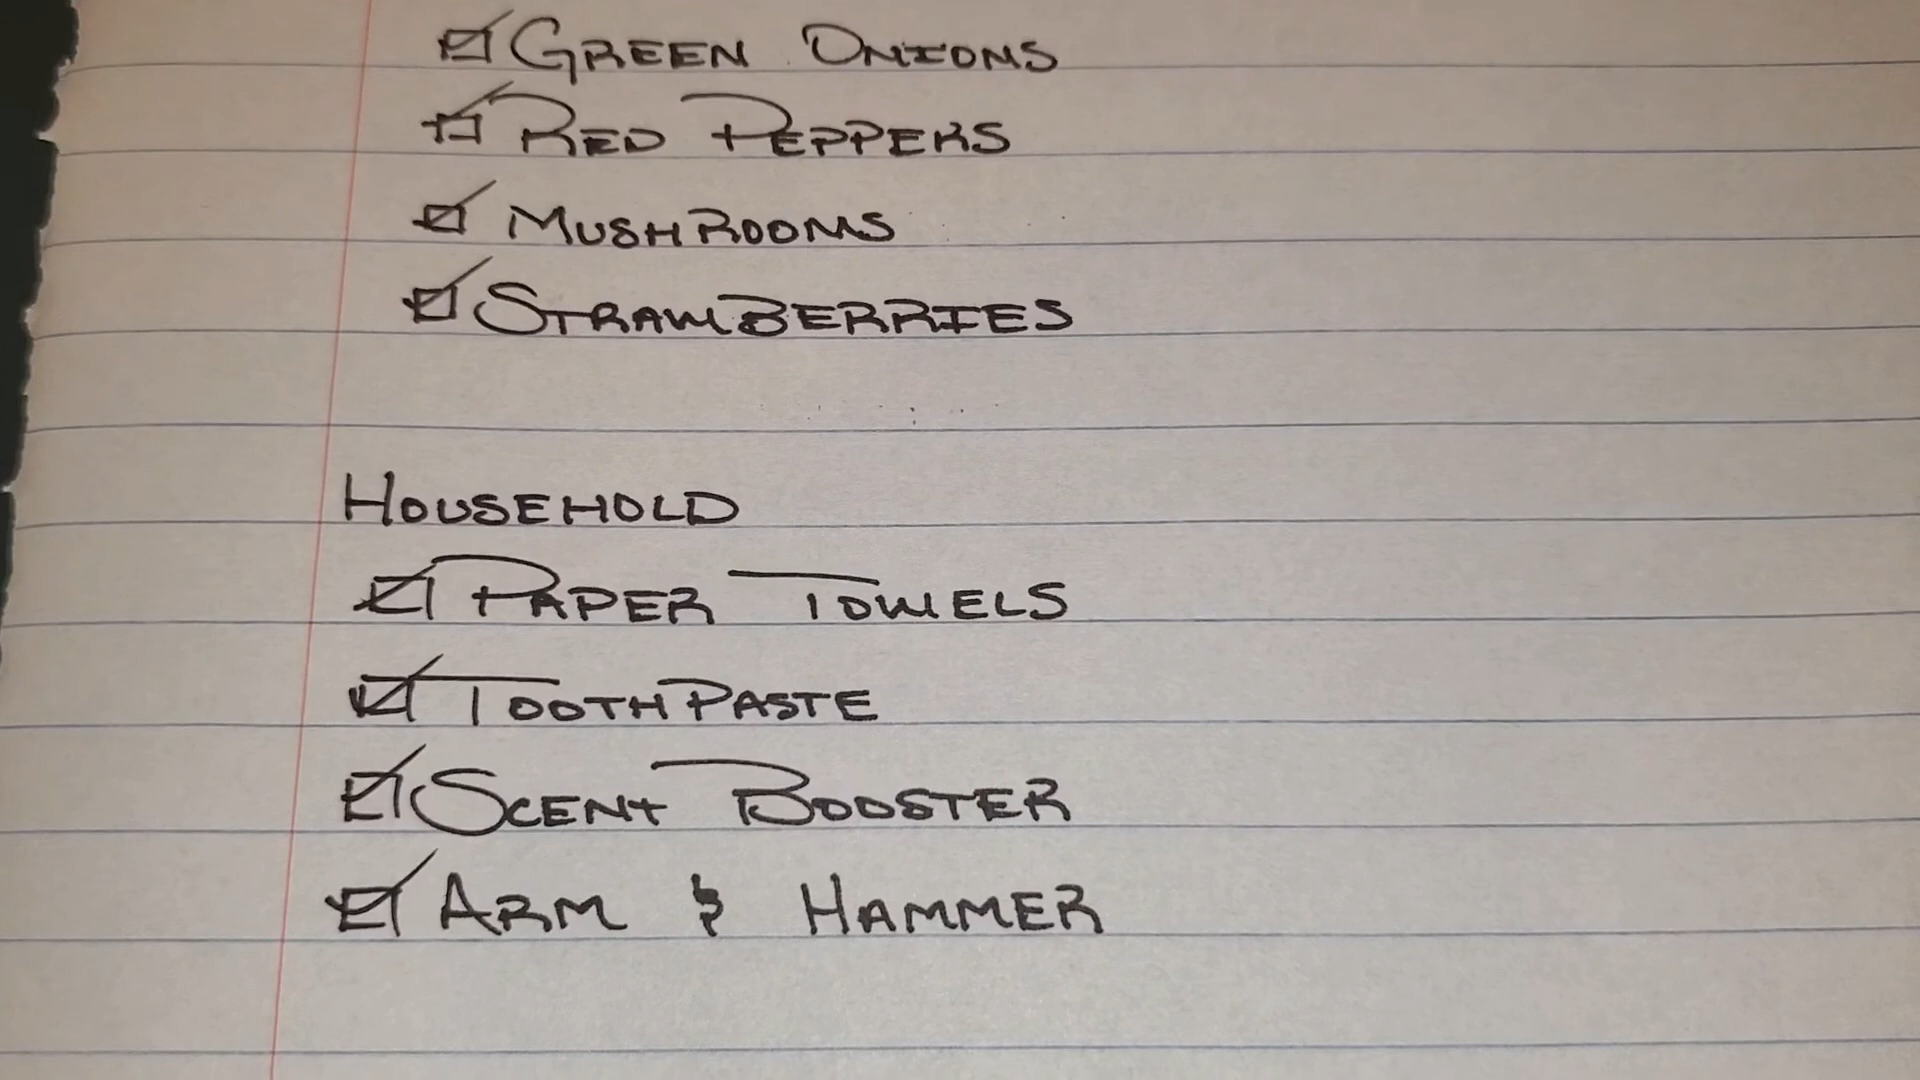 ☑ GREEN ONIONS
☑ RED PEPPERS
☑ MUSHROOMS
☑ STRAWBERRIES
HOUSEHOLD
☑ PAPER TOWELS
☑ TOOTHPASTE
☑ SCENT BOOSTER
☑ ARM & HAMMER